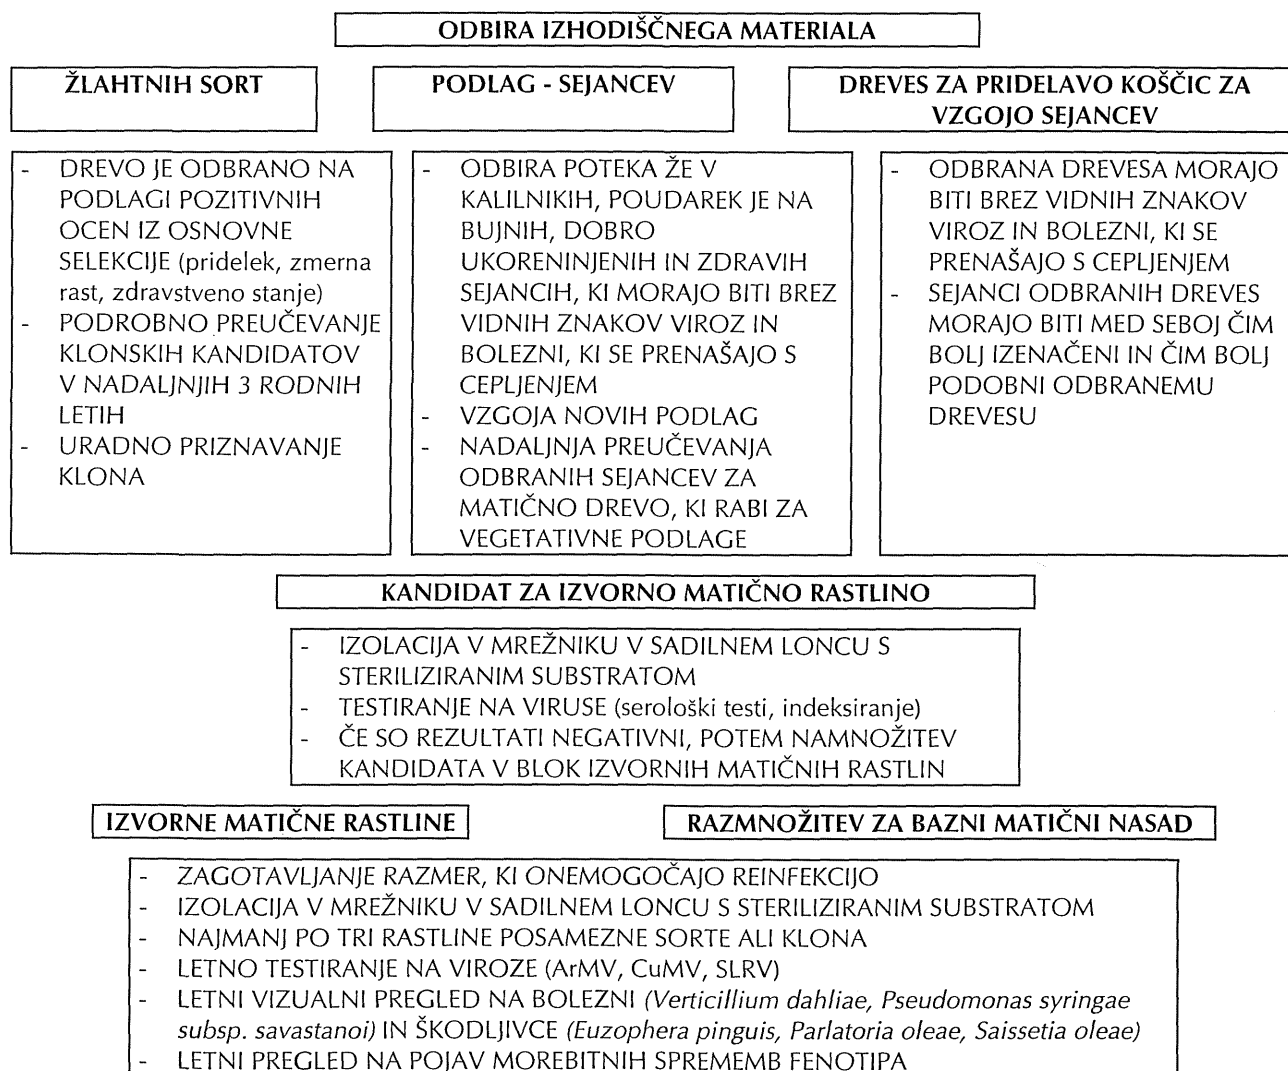 ODBIRA IZHODIŠČNEGA MATERIALA
ŽLAHTNIH SORT
PODLAG - SEJANCEV
DREVES ZA PRIDELAVO KOŠČIC ZA
VZGOJO SEJANCEV
- DREVO JE ODBRANO NA
PODLAGI POZITIVNIH
OCEN IZ OSNOVNE
SELEKCIJE (pridelek, zmerna
rast, zdravstveno stanje)
- PODROBNO PREUČEVANJE
KLONSKIH KANDIDATOV
V NADALJNJIH 3 RODNIH
LETIH
- URADNO PRIZNAVANJE
KLONA
- ODBIRA POTEKA ŽE V
KALILNIKIH, POUDAREK JE NA
BUJNIH, DOBRO
UKORENINJENIH IN ZDRAVIH
SEJANCIH, KI MORAJO BITI BREZ
VIDNIH ZNAKOV VIROZ IN
BOLEZNI, KI SE PRENAŠAJO S
CEPLJENJEM
- VZGOJA NOVIH PODLAG
- NADALJNJA PREUČEVANJA
ODBRANIH SEJANCEV ZA
MATIČNO DREVO, KI RABI ZA
VEGETATIVNE PODLAGE
- ODBRANA DREVESA MORAJO
BITI BREZ VIDNIH ZNAKOV
VIROZ IN BOLEZNI, KI SE
PRENAŠAJO S CEPLJENJEM
- SEJANCI ODBRANIH DREVES
MORAJO BITI MED SEBOJ ČIM
BOLJ IZENAČENI IN ČIM BOLJ
PODOBNI ODBRANEMU
DREVESU
KANDIDAT ZA IZVORNO MATIČNO RASTLINO
- IZOLACIJA V MREŽNIKU V SADILNEM LONCU S
STERILIZIRANIM SUBSTRATOM
- TESTIRANJE NA VIRUSE (serološki testi, indeksiranje)
- ČE SO REZULTATI NEGATIVNI, POTEM NAMNOŽITEV
KANDIDATA V BLOK IZVORNIH MATIČNIH RASTLIN
IZVORNE MATIČNE RASTLINE
RAZMNOŽITEV ZA BAZNI MATIČNI NASAD
- ZAGOTAVLJANJE RAZMER, KI ONEMOGOČAJO REINFEKCIJO
- IZOLACIJA V MREŽNIKU V SADILNEM LONCU S STERILIZIRANIM SUBSTRATOM
- NAJMANJ PO TRI RASTLINE POSAMEZNE SORTE ALI KLONA
- LETNO TESTIRANJE NA VIROZE (ArMV, CuMV, SLRV)
- LETNI VIZUALNI PREGLED NA BOLEZNI (Verticillium dahliae, Pseudomonas syringae
subsp. savastanoi) IN ŠKODLJIVCE (Euzophera pinguis, Parlatoria oleae, Saissetia oleae)
- LETNI PREGLED NA POJAV MOREBITNIH SPREMEMB FENOTIPA